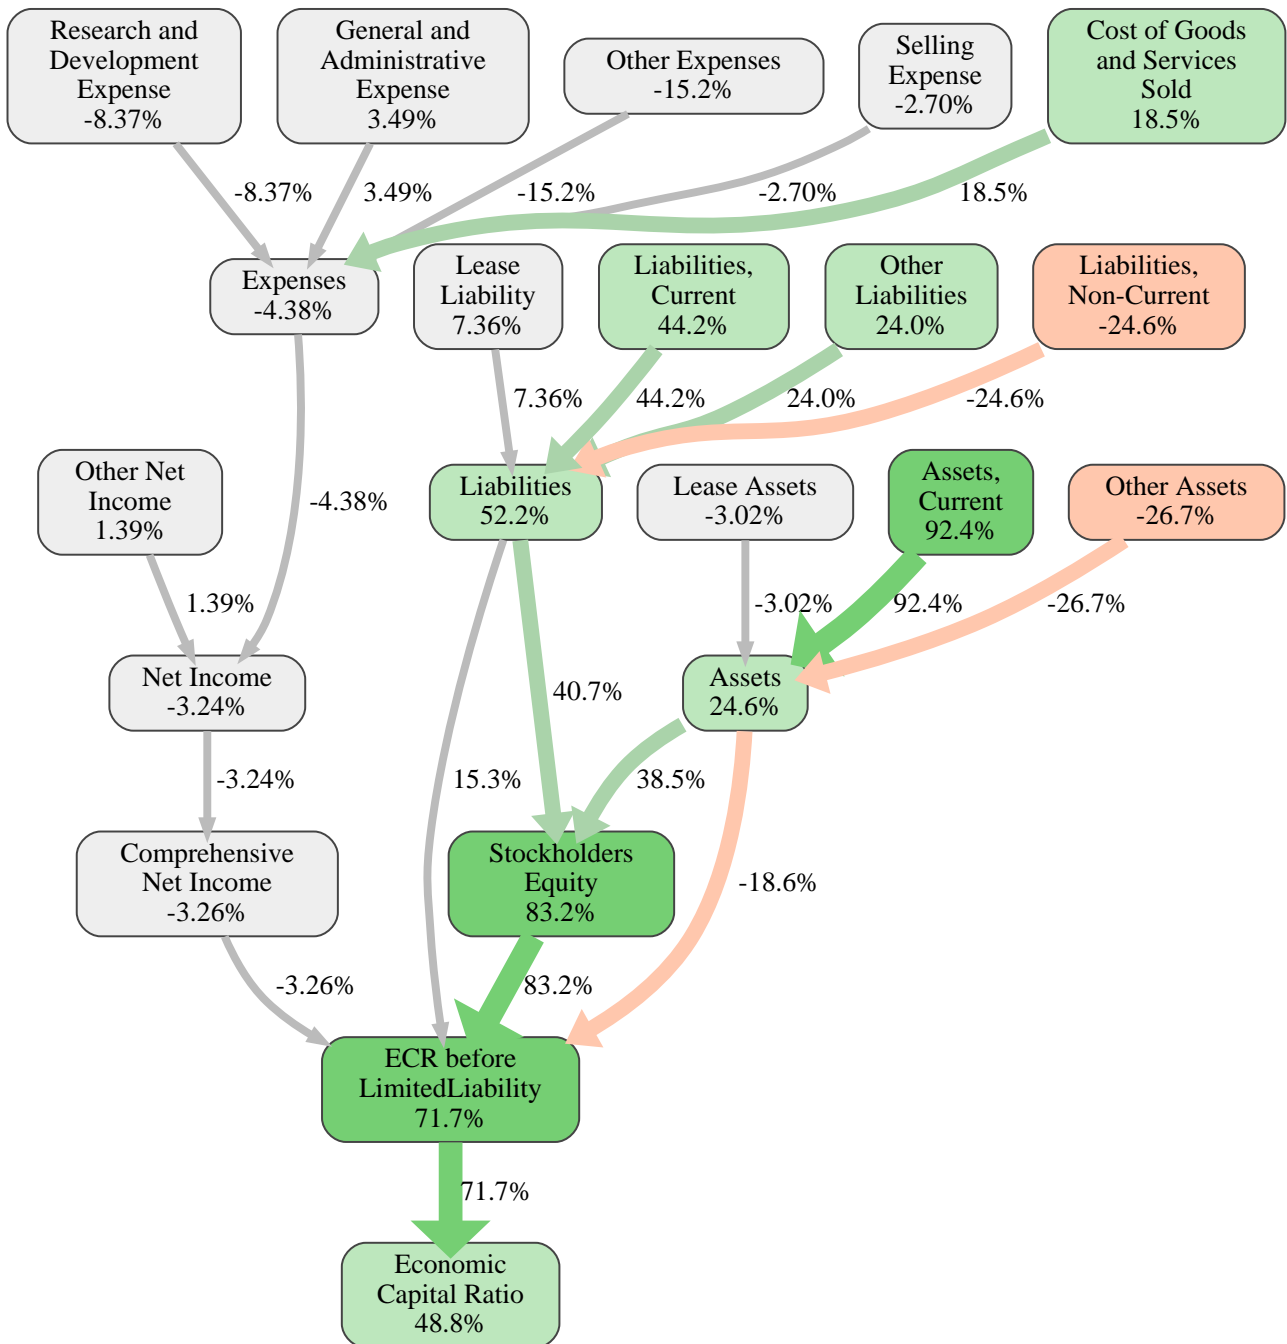 Research and
Development
Expense
-8.37%
General and
Administrative
Expense
3.49%
Other Expenses
-15.2%
Selling
Expense
-2.70%
Cost of Goods
and Services
Sold
18.5%
-8.37%
3.49%
-15.2%
-2.70%
18.5%
Expenses
-4.38%
Lease
Liability
7.36%
Liabilities,
Current
44.2%
Other
Liabilities
24.0%
Liabilities,
Non-Current
-24.6%
7.36%
44.2%
24.0%
-24.6%
Other Net
Income
1.39%
-4.38%
Liabilities
52.2%
Lease Assets
-3.02%
Assets,
Current
92.4%
Other Assets
-26.7%
1.39%
-3.02%
92.4%
-26.7%
Net Income
-3.24%
40.7%
Assets
24.6%
-3.24%
15.3%
38.5%
Comprehensive
Net Income
-3.26%
Stockholders
Equity
83.2%
-18.6%
-3.26%
83.2%
ECR before
LimitedLiability
71.7%
71.7%
Economic
Capital Ratio
48.8%